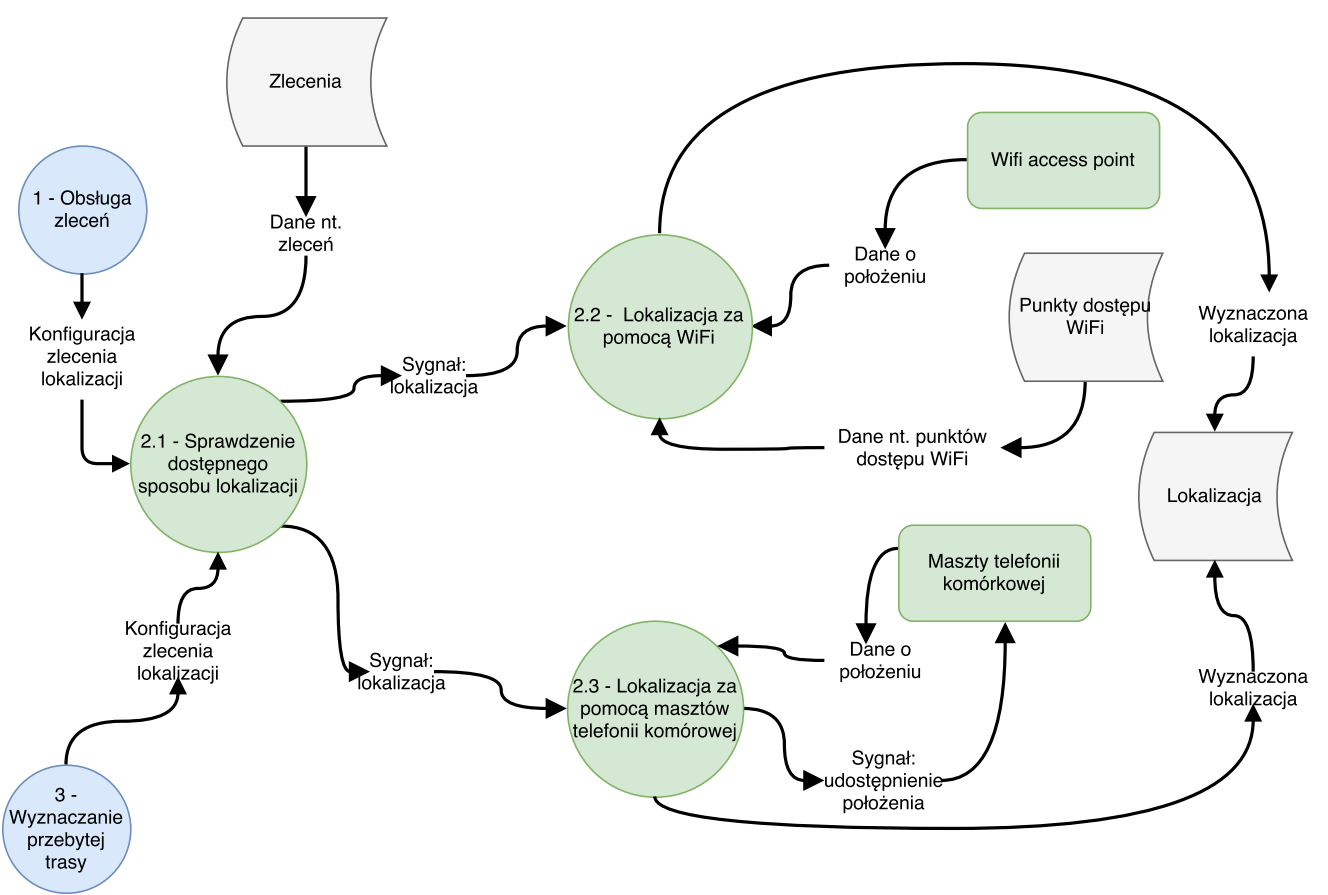 Zlecenia
1 - Obsługa
zleceń
Dane nt.
zleceń
Konfiguracja
zlecenia
lokalizacji
2.1 - Sprawdzenie
dostępnego
sposobu lokalizacji
Konfiguracja
zlecenia
lokalizacji
3 -
Wyznaczanie
przebytej
trasy
Sygnał:
lokalizacja
Sygnał:
lokalizacja
2.2 - Lokalizacja za
pomocą WiFi
2.3 - Lokalizacja za
pomocą masztów
telefonii komórowej
Wifi access point
Dane o
położeniu
Punkty dostępu
WiFi
Dane nt. punktów
dostępu WiFi
Maszty telefonii
komórkowej
Dane o
położeniu
Sygnał:
udostępnienie
położenia
Wyznaczona
lokalizacja
Lokalizacja
Wyznaczona
lokalizacja